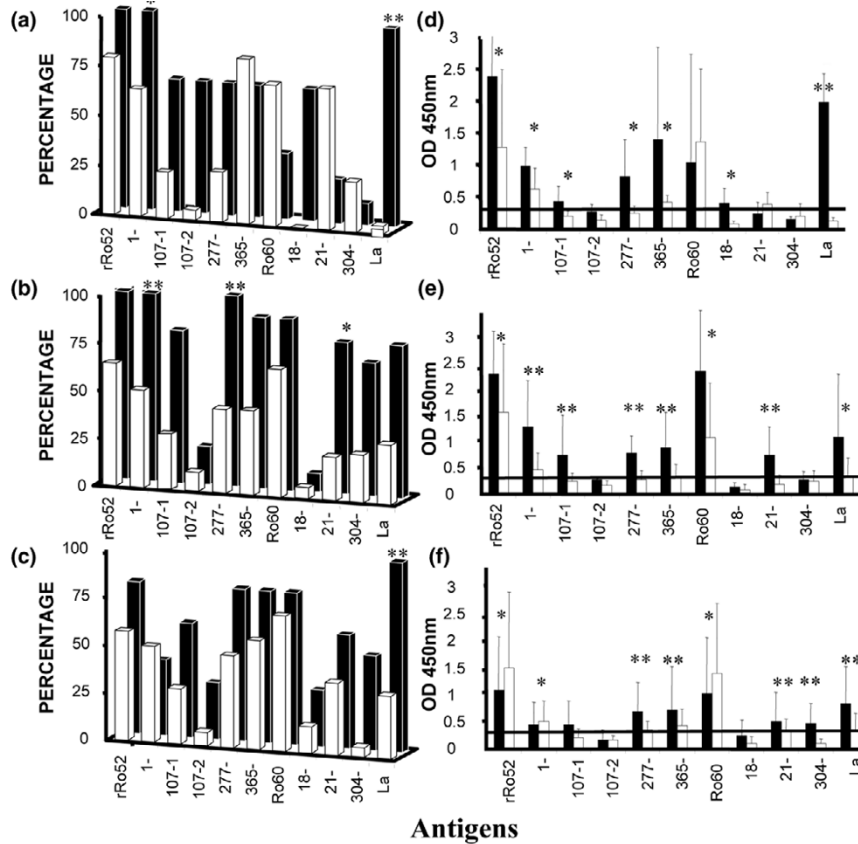 (a)
PERCENTAGE
100
75
50
25
0
*
**
rRo52 1- 107-1 107-2 277- 365- Ro60 18- 21- 304- La
(d)
OD 450nm
3
2.5
2
1.5
1
0.5
0
* * * * * * **
rRo52 1- 107-1 107-2 277- 365- Ro60 18- 21- 304- La
(b)
PERCENTAGE
100
75
50
25
0
** ** *
rRo52 1- 107-1 107-2 277- 365- Ro60 18- 21- 304- La
(e)
OD 450nm
3
2.5
2
1
0.5
0
* ** ** ** ** * ** *
rRo52 1- 107-1 107-2 277- 365- Ro60 18- 21- 304- La
(c)
PERCENTAGE
100
75
50
25
0
**
rRo52 1- 107-1 107-2 277- 365- Ro60 18- 21- 304- La
(f)
OD 450nm
3
2.5
2
1
0.5
0
* * ** ** * ** ** **
rRo52 1- 107-1 107-2 277- 365- Ro60 18- 21- 304- La
Antigens